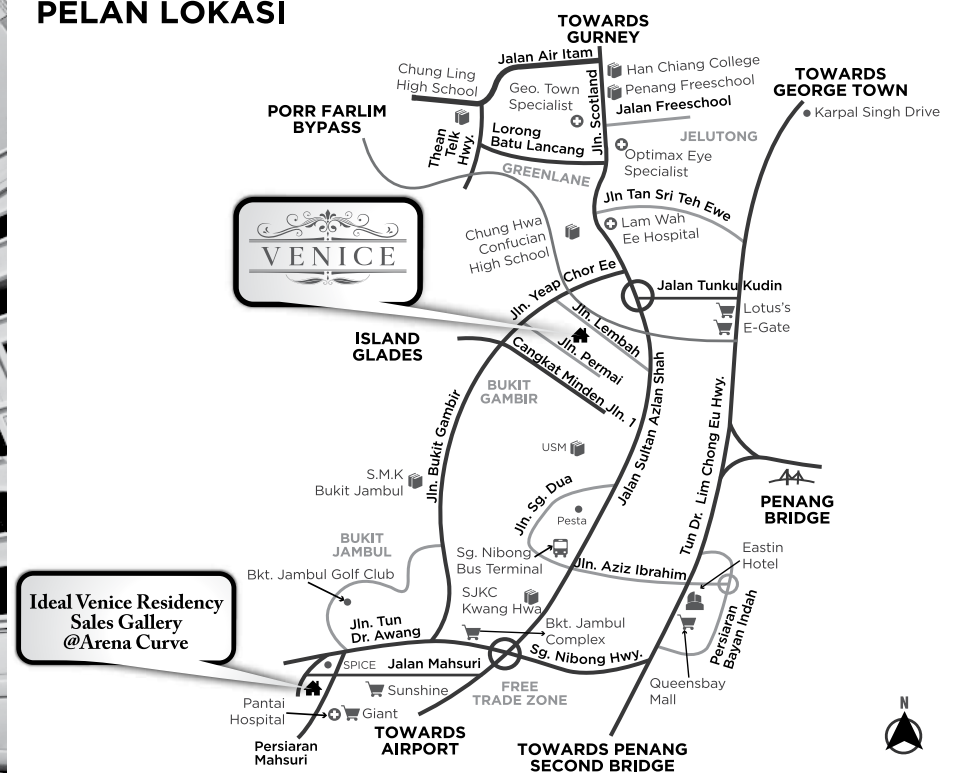 PELAN LOKASI
TOWARDS
GURNEY
Jalan Air Itam
Chung Ling
High School
Geo. Town
Specialist
Jln. Scotland
Han Chiang College
Penang Freeschool
Jalan Freeschool
TOWARDS
GEORGE TOWN
Karpal Singh Drive
PORR FARLIM
BYPASS
Thean
Teik
Hwy.
Lorong
Batu Lancang
GREENLANE
JELUTONG
Optimax Eye
Specialist
Jln Tan Sri Teh Ewe
VENICE
Chung Hwa
Confucian
High School
Lam Wah
Ee Hospital
Jln. Yeap Chor Ee
Jalan Tunku Kudin
Lotus's
E-Gate
ISLAND
GLADES
Jln. Lembah
Jln. Permai
Cangkat Minden Jln. 1
BUKIT
GAMBIR
Jalan Sultan Azlan Shah
Tun Dr. Lim Chong Eu Hwy.
Jln. Bukit Gambir
USM
S.M.K
Bukit Jambul
Jln. Sg. Dua
Pesta
PENANG
BRIDGE
BUKIT
JAMBUL
Bkt. Jambul Golf Club
Sg. Nibong
Bus Terminal
Jln. Aziz Ibrahim
Eastin
Hotel
Ideal Venice Residency
Sales Gallery
@Arena Curve
SJKC
Kwang Hwa
Jln. Tun
Dr. Awang
Bkt. Jambul
Complex
Sg. Nibong Hwy.
Persiaran
Bayan Indah
SPICE
Jalan Mahsuri
Sunshine
FREE
TRADE ZONE
Queensbay
Mall
Pantai
Hospital
Giant
Persiaran
Mahsuri
TOWARDS
AIRPORT
TOWARDS PENANG
SECOND BRIDGE
N